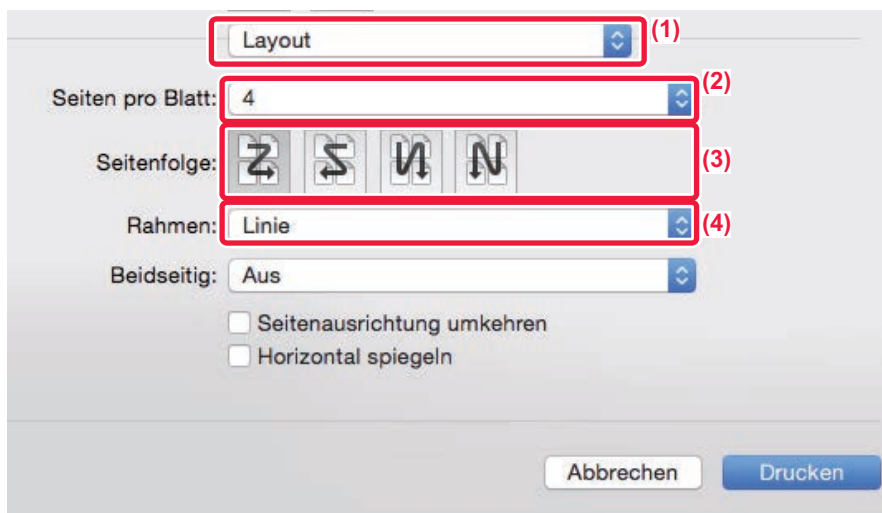 Layout (1)
Seiten pro Blatt: 4 (2)
Seitenfolge: (3)
Rahmen: Linie (4)
Beidseitig: Aus
Seitenausrichtung umkehren
Horizontal spiegeln
Abbrechen Drucken